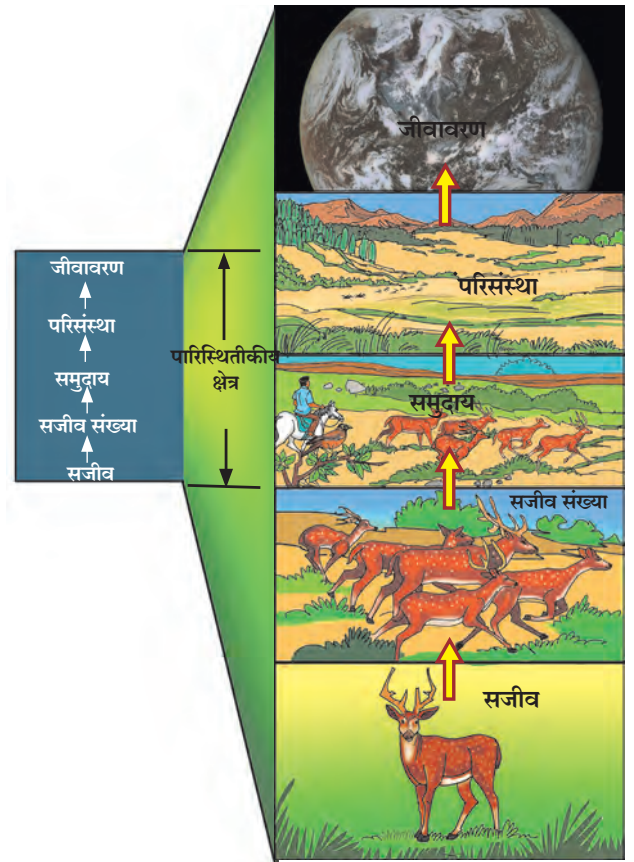 जीवावरण
परिसंस्था
समुदाय
सजीव संख्या
सजीव
पारिस्थितीकीय
क्षेत्र
जीवावरण
परिसंस्था
समुदाय
सजीव संख्या
सजीव